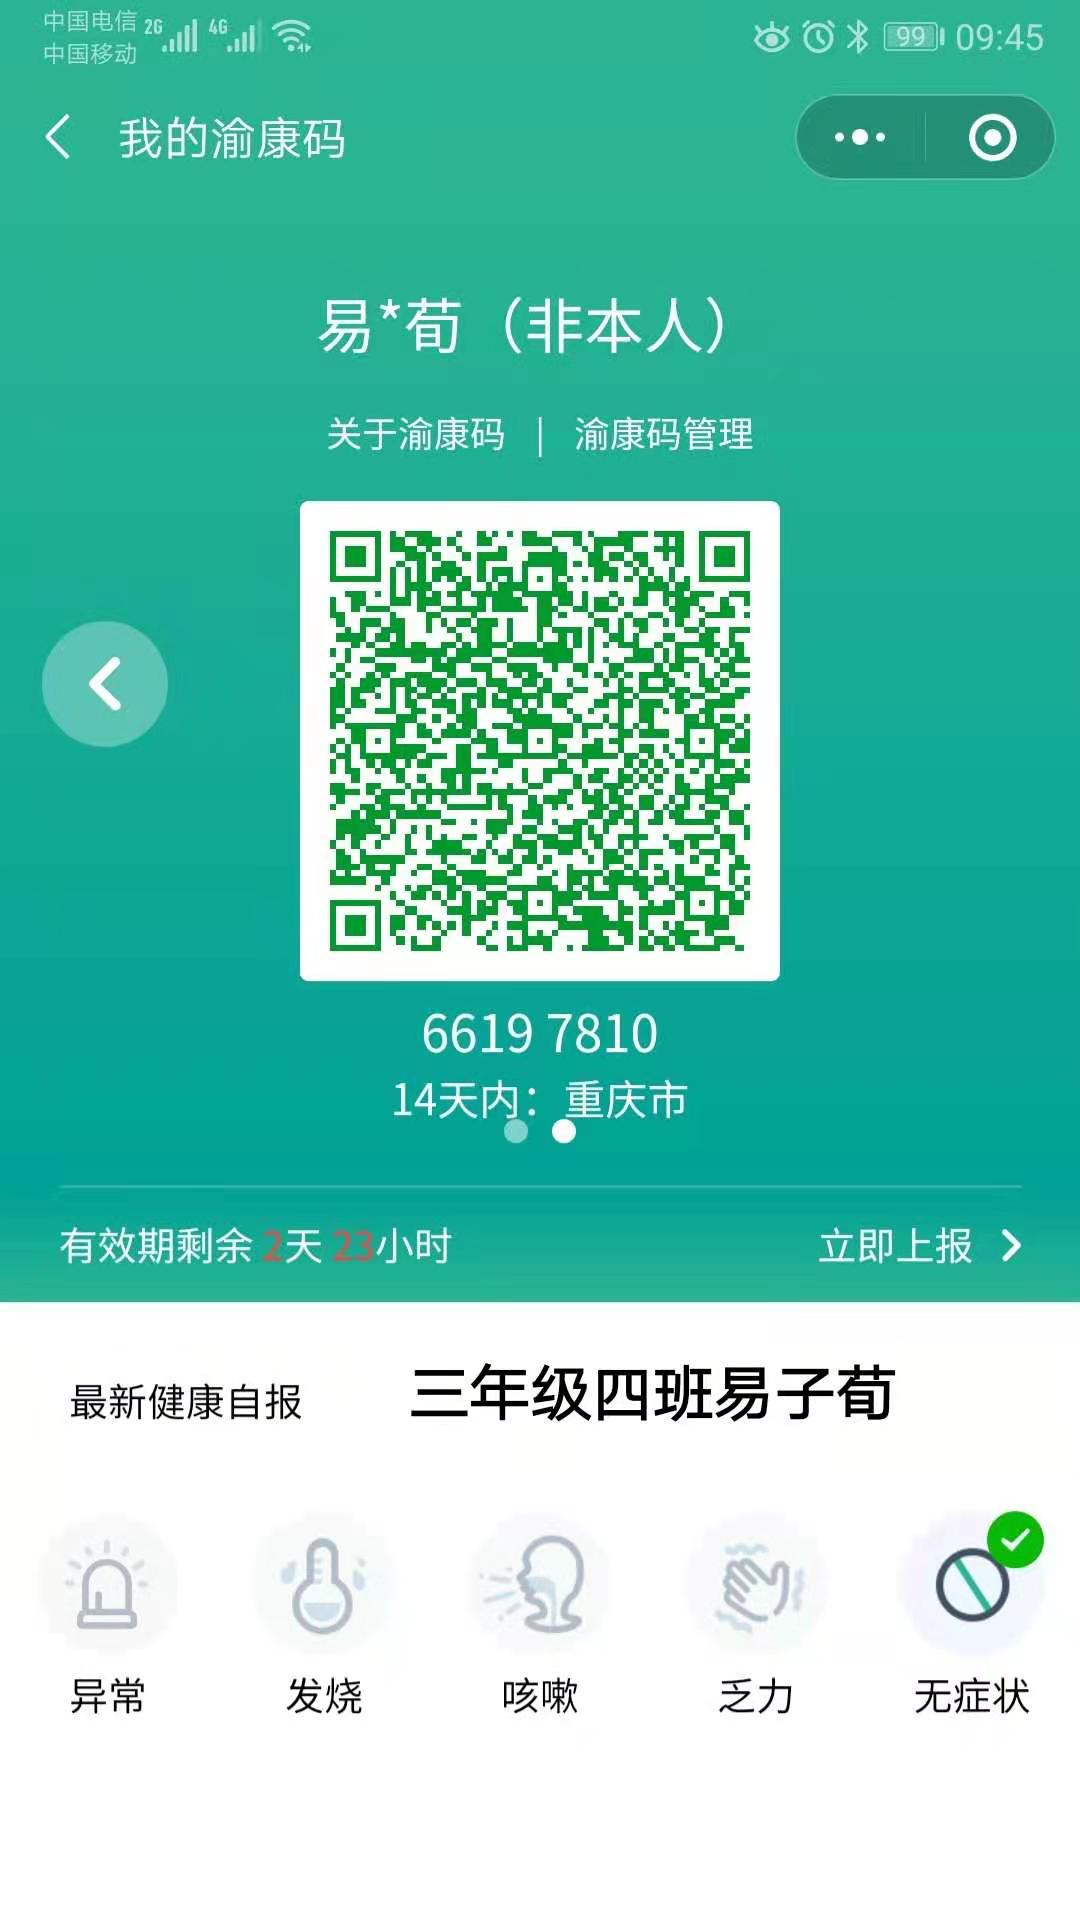 中国电信 2G 4G
中国移动
99 09:45
我的渝康码
易*荀（非本人）
关于渝康码 | 渝康码管理
6619 7810
14天内：重庆市
有效期剩余 2天 23小时 立即上报
最新健康自报 三年级四班易子荀
异常 发烧 咳嗽 乏力 无症状